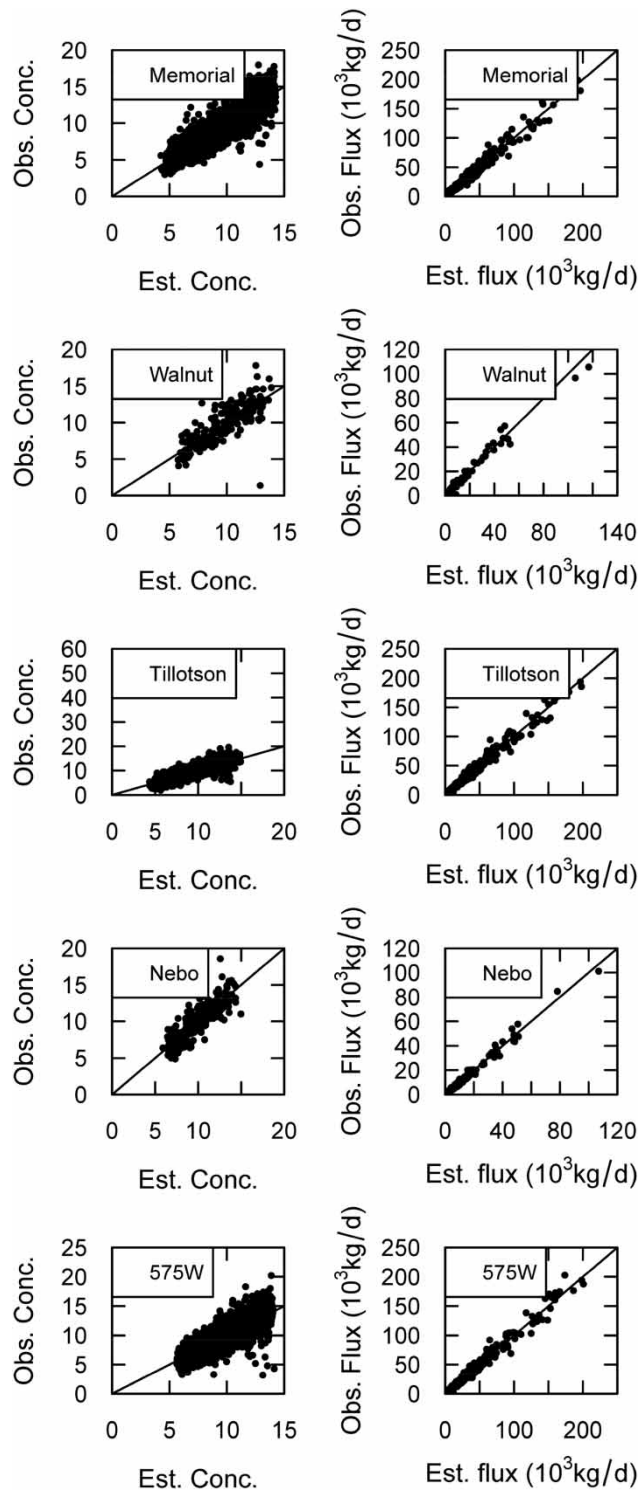 Obs. Conc.
20
15
10
5
0
Memorial
0 5 10 15
Est. Conc.
Obs. Flux (10³kg/d)
250
200
150
100
50
0
Memorial
0 100 200
Est. flux (10³kg/d)
Obs. Conc.
20
15
10
5
0
Walnut
0 5 10 15
Est. Conc.
Obs. Flux (10³kg/d)
120
100
80
60
40
20
0
Walnut
0 40 80 140
Est. flux (10³kg/d)
Obs. Conc.
60
50
40
30
20
10
0
Tillotson
0 5 10 20
Est. Conc.
Obs. Flux (10³kg/d)
250
200
150
100
50
0
Tillotson
0 100 200
Est. flux (10³kg/d)
Obs. Conc.
20
15
10
5
0
Nebo
0 5 10 20
Est. Conc.
Obs. Flux (10³kg/d)
120
100
80
60
40
20
0
Nebo
0 40 80 120
Est. flux (10³kg/d)
Obs. Conc.
25
20
15
10
5
0
575W
0 5 10 15
Est. Conc.
Obs. Flux (10³kg/d)
250
200
150
100
50
0
575W
0 100 200
Est. flux (10³kg/d)